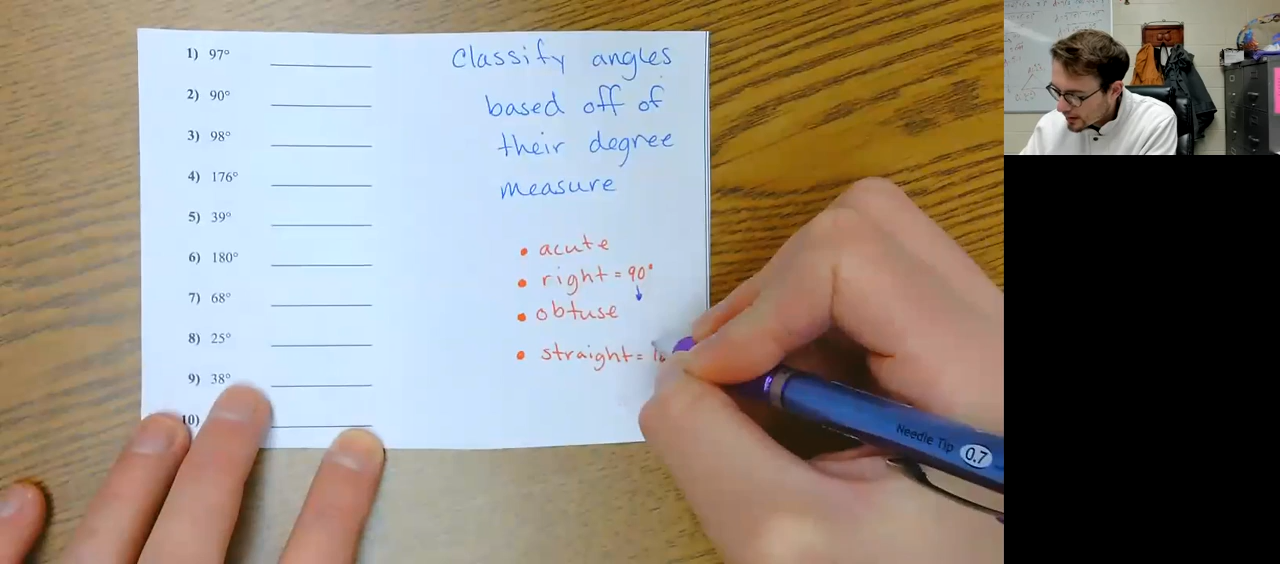 1) 97°
2) 90°
3) 98°
4) 176°
5) 39°
6) 180°
7) 68°
8) 25°
9) 38°
10)
Classify angles
based off of
their degree
measure
• acute
• right = 90°
• obtuse
• straight =
Needle Tip 0.7